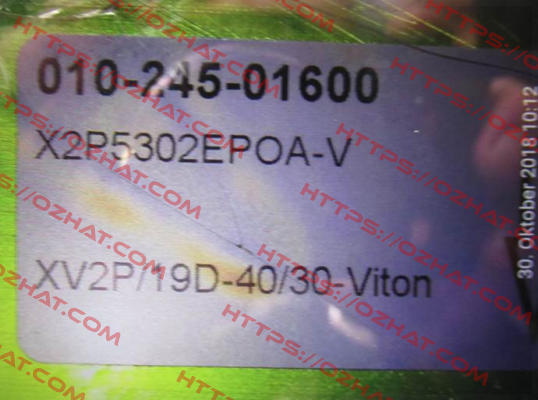 010-245-01600
X2P5302EPOA-V
XV2P/19D-40/30-Viton
30. Oktober 2018 10:12
HTTPS://OZHAT.COM